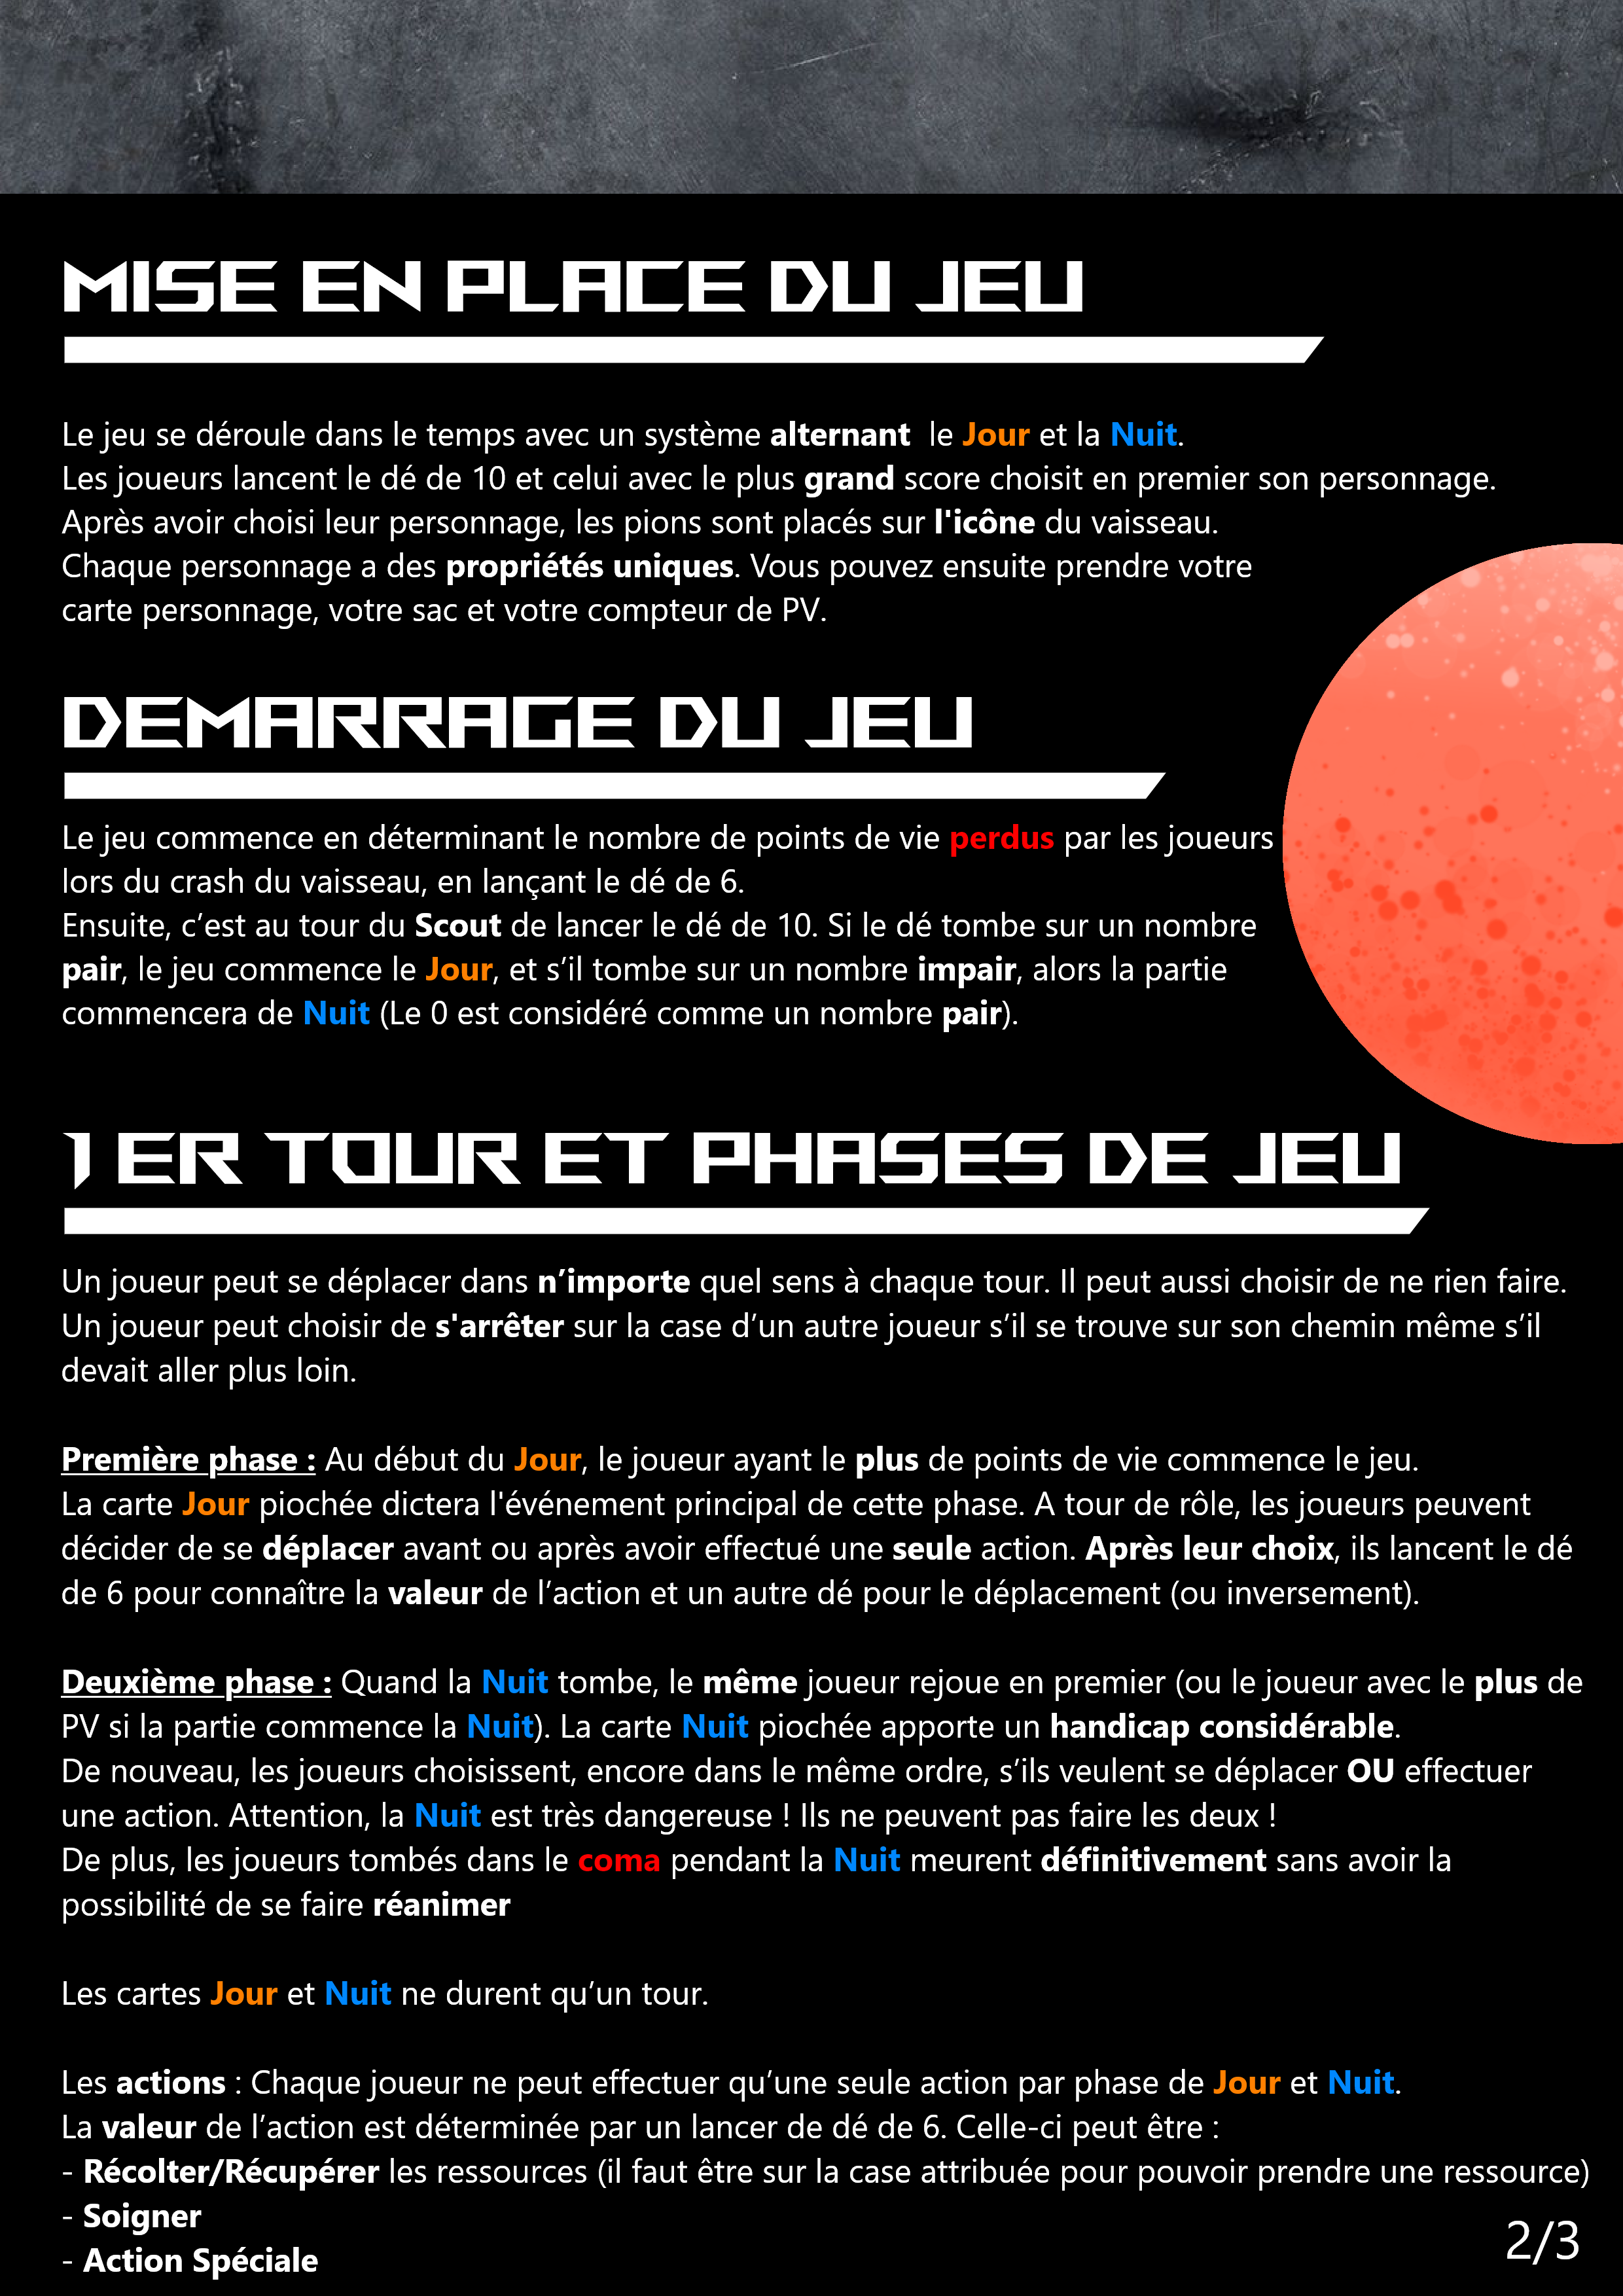 MISE EN PLACE DU JEU
Le jeu se déroule dans le temps avec un système alternant  le Jour et la Nuit.
Les joueurs lancent le dé de 10 et celui avec le plus grand score choisit en premier son personnage.
Après avoir choisi leur personnage, les pions sont placés sur l'icône du vaisseau.
Chaque personnage a des propriétés uniques. Vous pouvez ensuite prendre votre
carte personnage, votre sac et votre compteur de PV.
DEMARRAGE DU JEU
Le jeu commence en déterminant le nombre de points de vie perdus par les joueurs
lors du crash du vaisseau, en lançant le dé de 6.
Ensuite, c’est au tour du Scout de lancer le dé de 10. Si le dé tombe sur un nombre
pair, le jeu commence le Jour, et s’il tombe sur un nombre impair, alors la partie
commencera de Nuit (Le 0 est considéré comme un nombre pair).
1 ER TOUR ET PHASES DE JEU
Un joueur peut se déplacer dans n’importe quel sens à chaque tour. Il peut aussi choisir de ne rien faire.
Un joueur peut choisir de s'arrêter sur la case d’un autre joueur s’il se trouve sur son chemin même s’il
devait aller plus loin.
Première phase : Au début du Jour, le joueur ayant le plus de points de vie commence le jeu.
La carte Jour piochée dictera l'événement principal de cette phase. A tour de rôle, les joueurs peuvent
décider de se déplacer avant ou après avoir effectué une seule action. Après leur choix, ils lancent le dé
de 6 pour connaître la valeur de l’action et un autre dé pour le déplacement (ou inversement).
Deuxième phase : Quand la Nuit tombe, le même joueur rejoue en premier (ou le joueur avec le plus de
PV si la partie commence la Nuit). La carte Nuit piochée apporte un handicap considérable.
De nouveau, les joueurs choisissent, encore dans le même ordre, s’ils veulent se déplacer OU effectuer
une action. Attention, la Nuit est très dangereuse ! Ils ne peuvent pas faire les deux !
De plus, les joueurs tombés dans le coma pendant la Nuit meurent définitivement sans avoir la
possibilité de se faire réanimer
Les cartes Jour et Nuit ne durent qu’un tour.
Les actions : Chaque joueur ne peut effectuer qu’une seule action par phase de Jour et Nuit.
La valeur de l’action est déterminée par un lancer de dé de 6. Celle-ci peut être :
- Récolter/Récupérer les ressources (il faut être sur la case attribuée pour pouvoir prendre une ressource)
- Soigner
- Action Spéciale
2/3